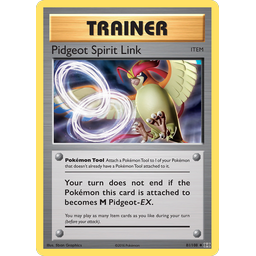 TRAINER
Pidgeot Spirit Link
ITEM
Pokémon Tool Attach a Pokémon Tool to 1 of your Pokémon
that doesn't already have a Pokémon Tool attached to it.
Your turn does not end if the
Pokémon this card is attached to
becomes M Pidgeot-EX.
You may play as many Item cards as you like during your turn
(before your attack).